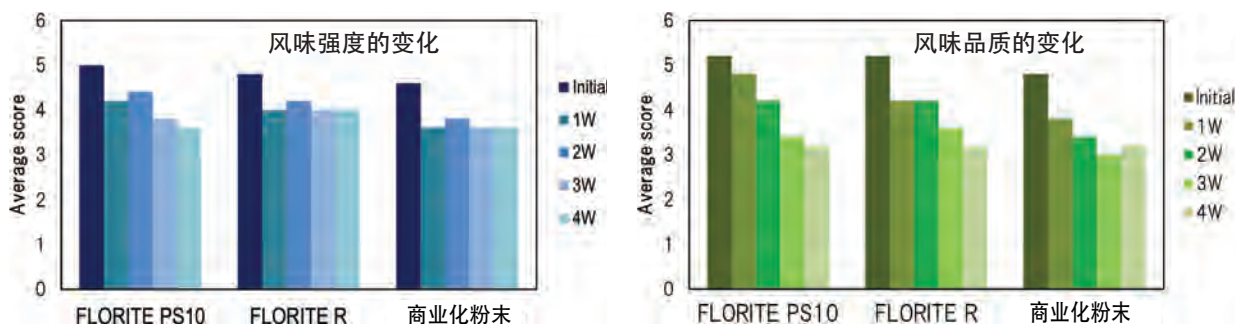 风味强度的变化
Average score
6
5
4
3
2
1
0
Initial
1W
2W
3W
4W
FLORITE PS10
FLORITE R
商业化粉末
风味品质的变化
Average score
6
5
4
3
2
1
0
Initial
1W
2W
3W
4W
FLORITE PS10
FLORITE R
商业化粉末